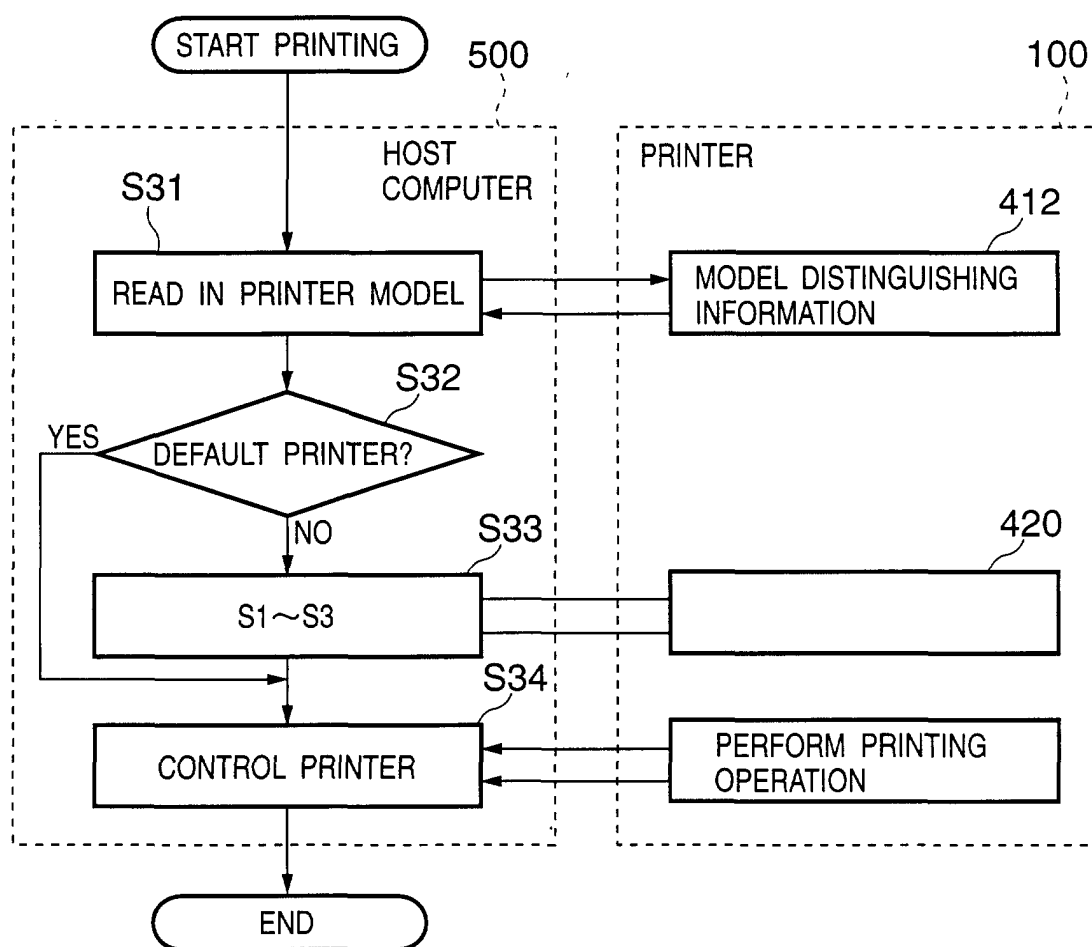 START PRINTING
500
100
HOST
COMPUTER
PRINTER
S31
412
READ IN PRINTER MODEL
MODEL DISTINGUISHING
INFORMATION
S32
YES
DEFAULT PRINTER?
NO
S33
420
S1~S3
S34
CONTROL PRINTER
PERFORM PRINTING
OPERATION
END